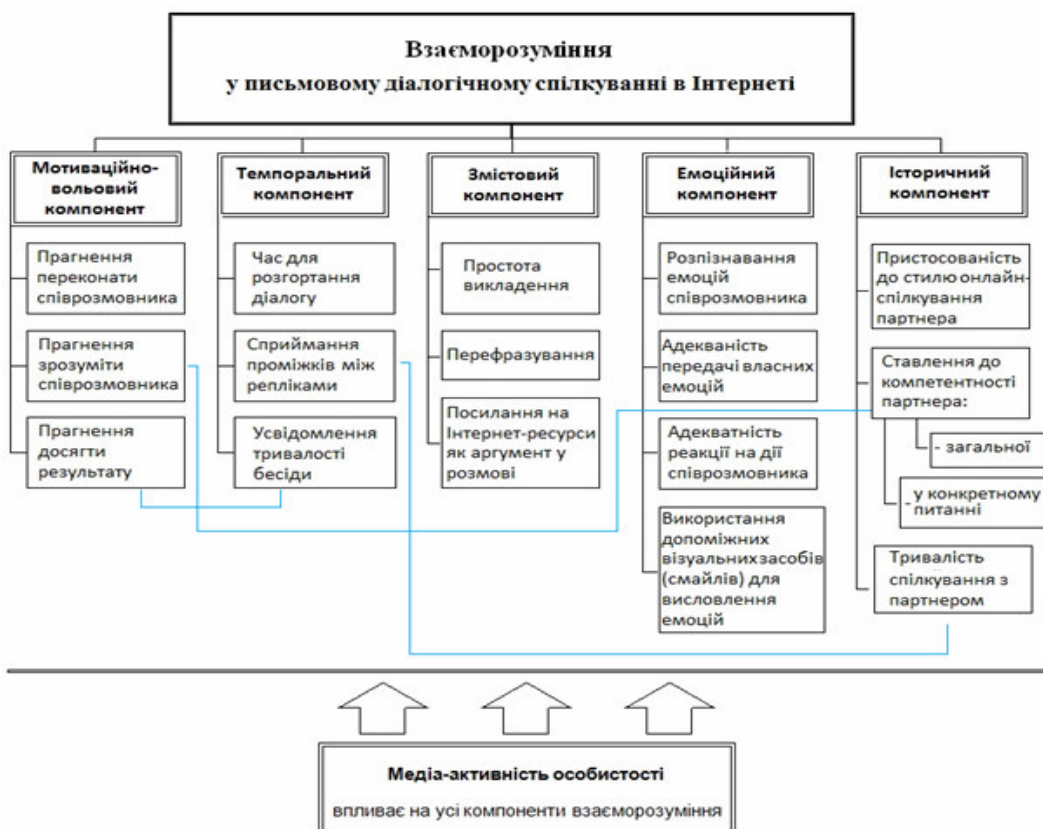 Взаєморозуміння
у письмовому діалогічному спілкуванні в Інтернеті
Мотиваційно-
вольовий
компонент
Прагнення
переконати
співрозмовника
Прагнення
зрозуміти
співрозмовника
Прагнення
досягти
результату
Темпоральний
компонент
Час для
розгортання
діалогу
Сприймання
проміжків між
репліками
Усвідомлення
тривалості
бесіди
Змістовий
компонент
Простота
викладення
Перефразування
Посилання на
Інтернет-ресурси
як аргумент у
розмові
Емоційний
компонент
Розпізнавання
емоцій
співрозмовника
Адекваність
передачі власних
емоцій
Адекватність
реакції на дії
співрозмовника
Використання
допоміжних
візуальних засобів
(смайлів) для
висловлення
емоцій
Історичний
компонент
Пристосованість
до стилю онлайн-
спілкування
партнера
Ставлення до
компетентності
партнера:
- загальної
- у конкретному
питанні
Тривалість
спілкування з
партнером
Медіа-активність особистості
впливає на усі компоненти взаєморозуміння